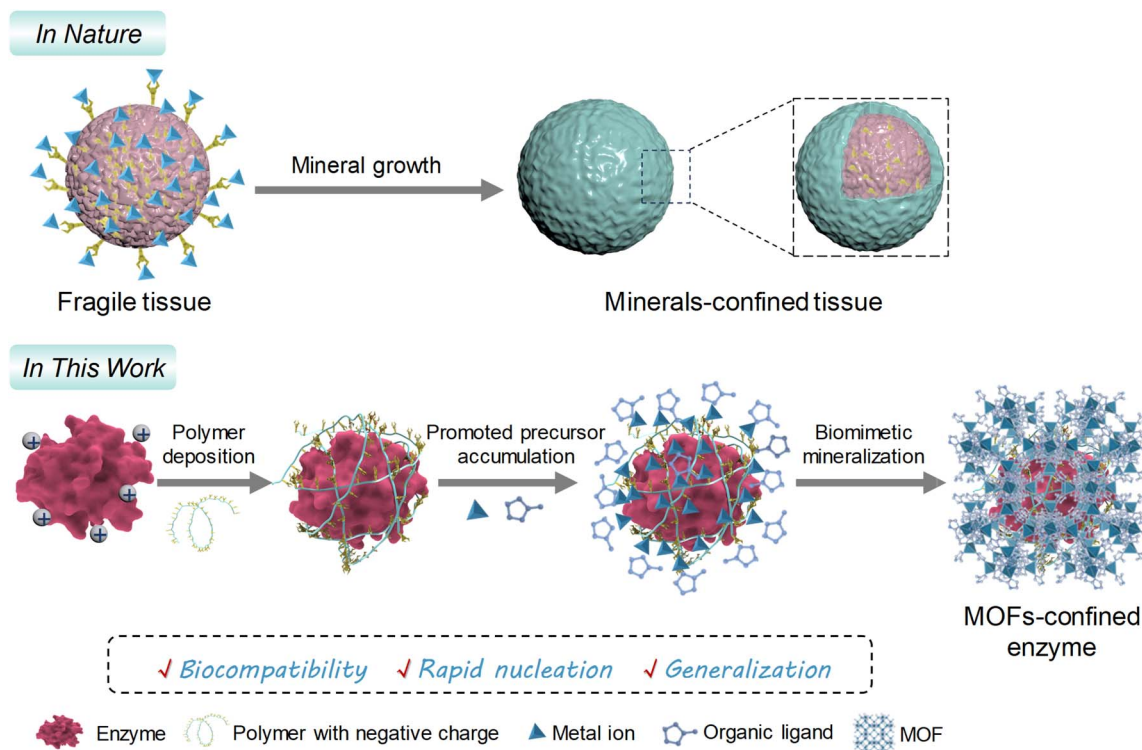 In Nature
Mineral growth
Fragile tissue
Minerals-confined tissue
In This Work
+
+
+
+
+
Polymer
deposition
Promoted precursor
accumulation
Biomimetic
mineralization
MOFs-confined
enzyme
√ Biocompatibility √ Rapid nucleation √ Generalization
Enzyme Polymer with negative charge Metal ion Organic ligand MOF